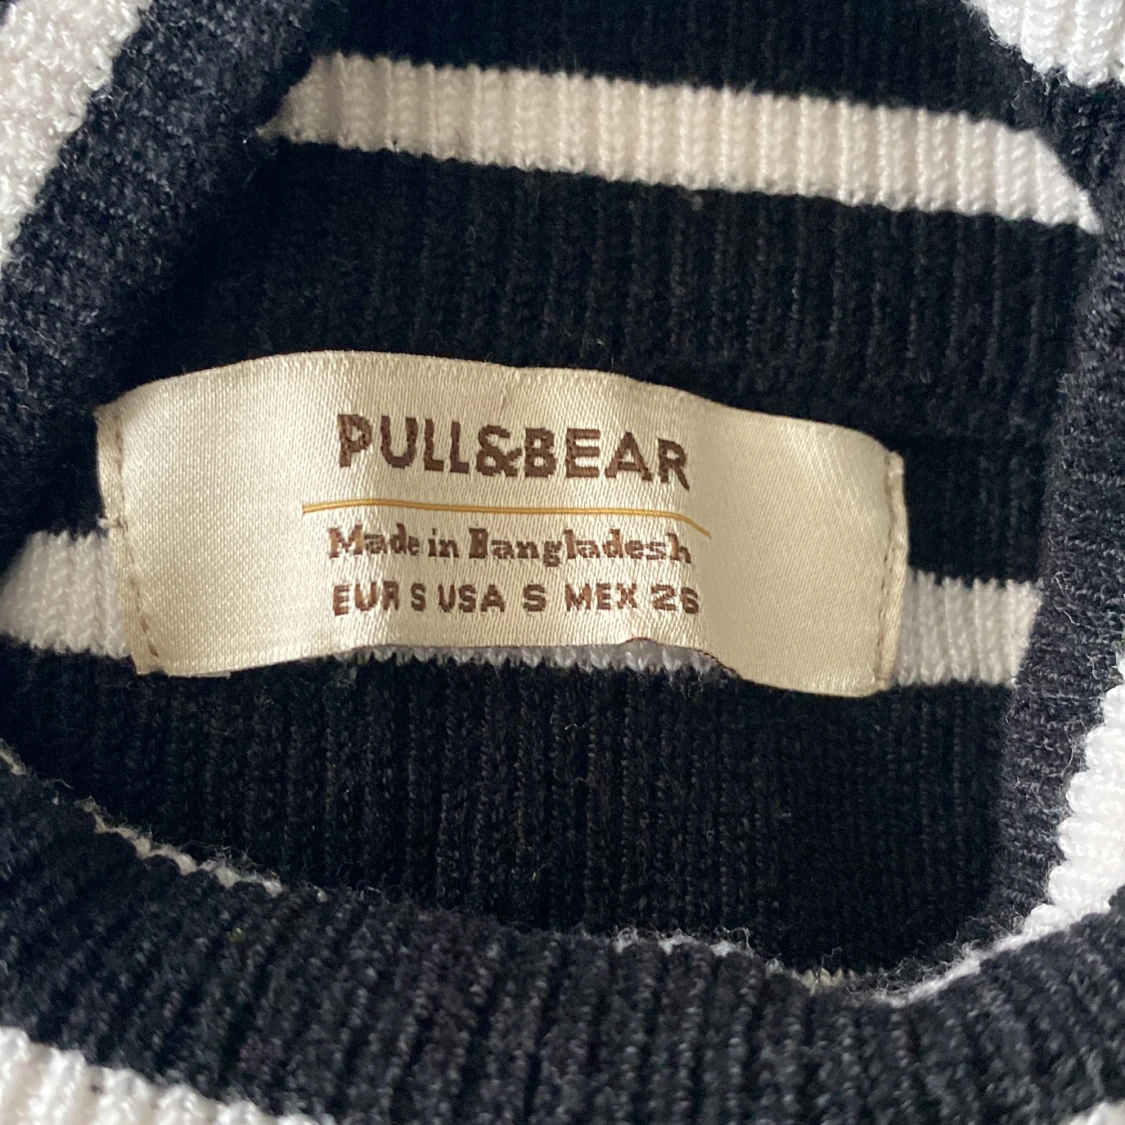 PULL&BEAR
Made in Bangladesh
EUR S USA S MEX 26